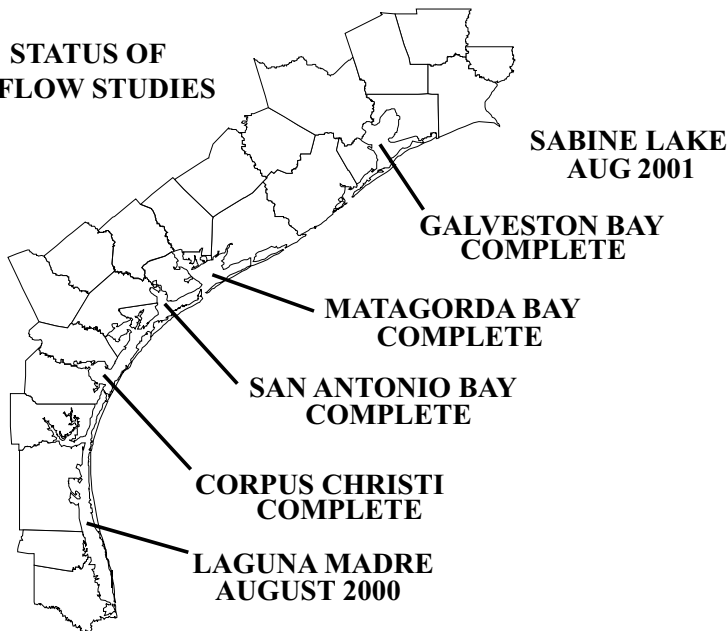 STATUS OF
FLOW STUDIES
SABINE LAKE
AUG 2001
GALVESTON BAY
COMPLETE
MATAGORDA BAY
COMPLETE
SAN ANTONIO BAY
COMPLETE
CORPUS CHRISTI
COMPLETE
LAGUNA MADRE
AUGUST 2000